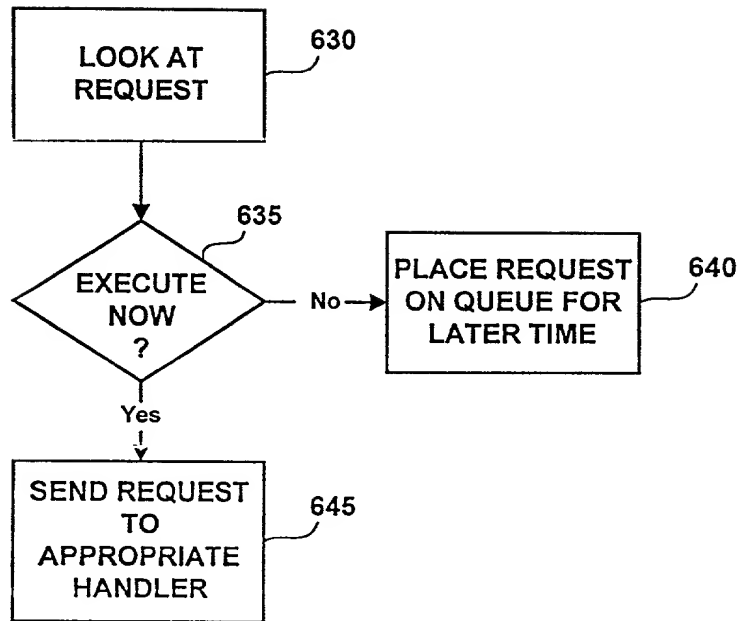 LOOK AT
REQUEST
630
635
EXECUTE
NOW
?
No
PLACE REQUEST
ON QUEUE FOR
LATER TIME
640
Yes
SEND REQUEST
TO
APPROPRIATE
HANDLER
645